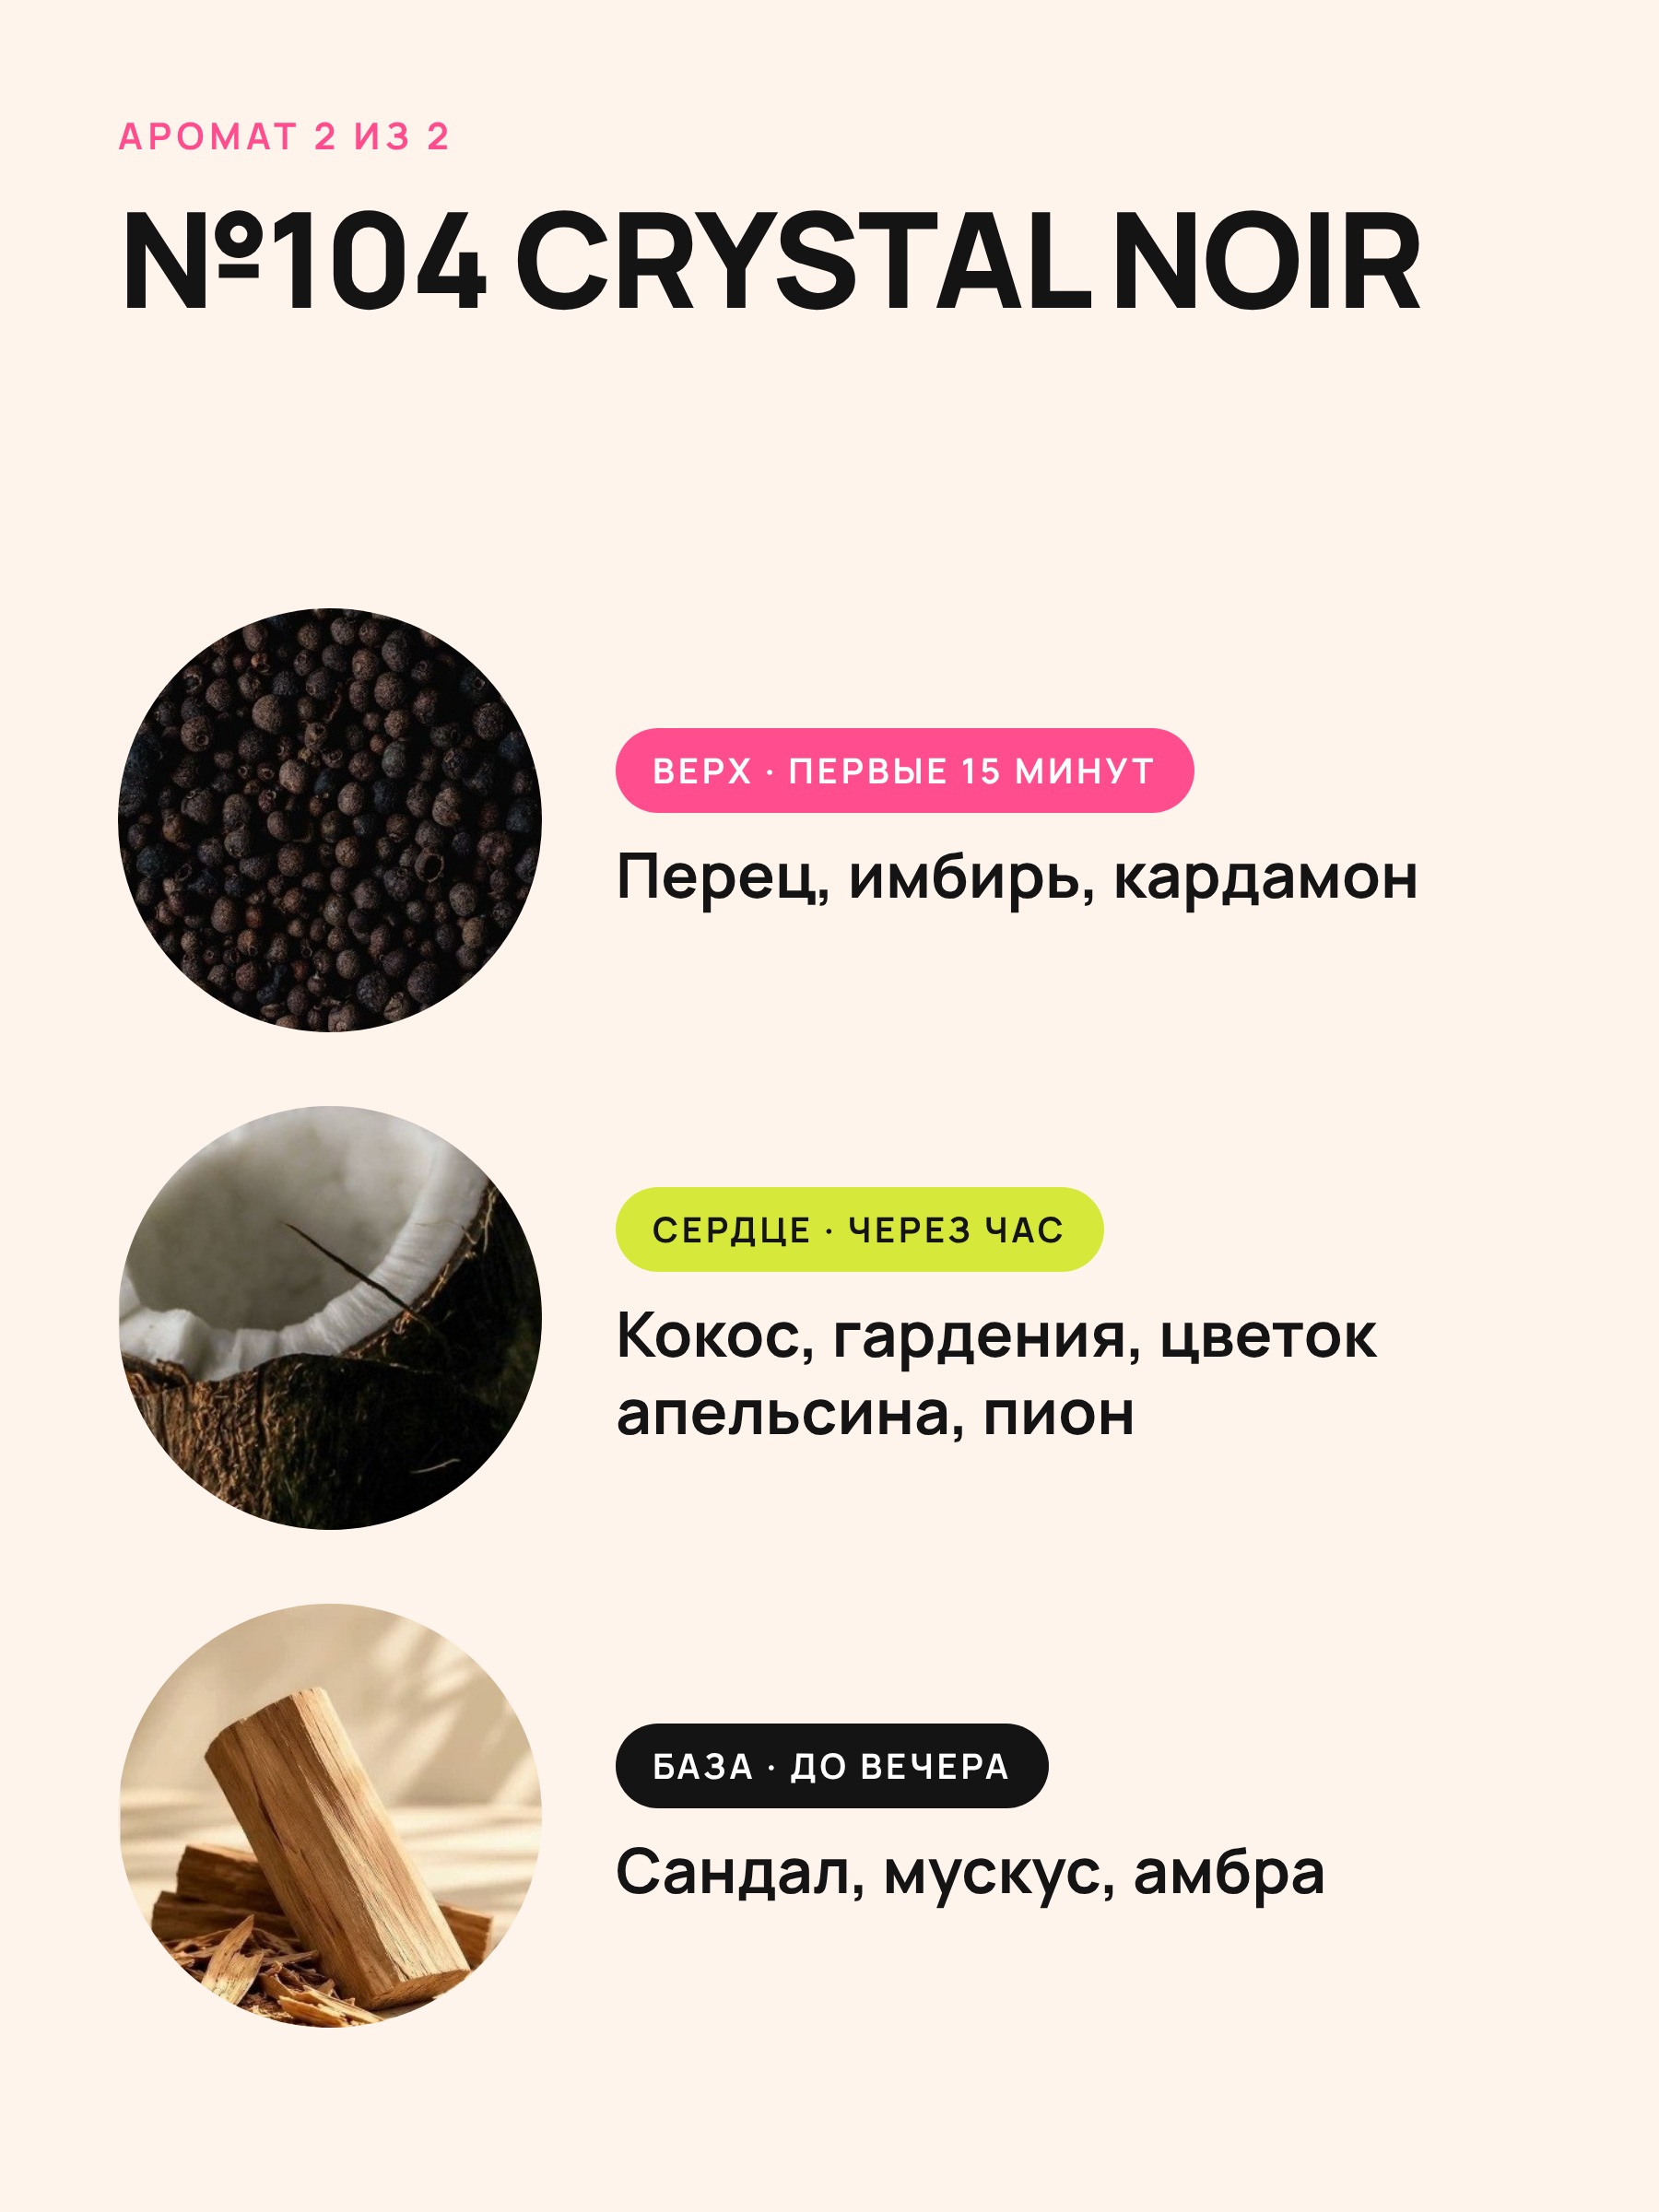 АРОМАТ 2 ИЗ 2
№104 CRYSTAL NOIR
ВЕРХ · ПЕРВЫЕ 15 МИНУТ
Перец, имбирь, кардамон
СЕРДЦЕ · ЧЕРЕЗ ЧАС
Кокос, гардения, цветок
апельсина, пион
БАЗА · ДО ВЕЧЕРА
Сандал, мускус, амбра